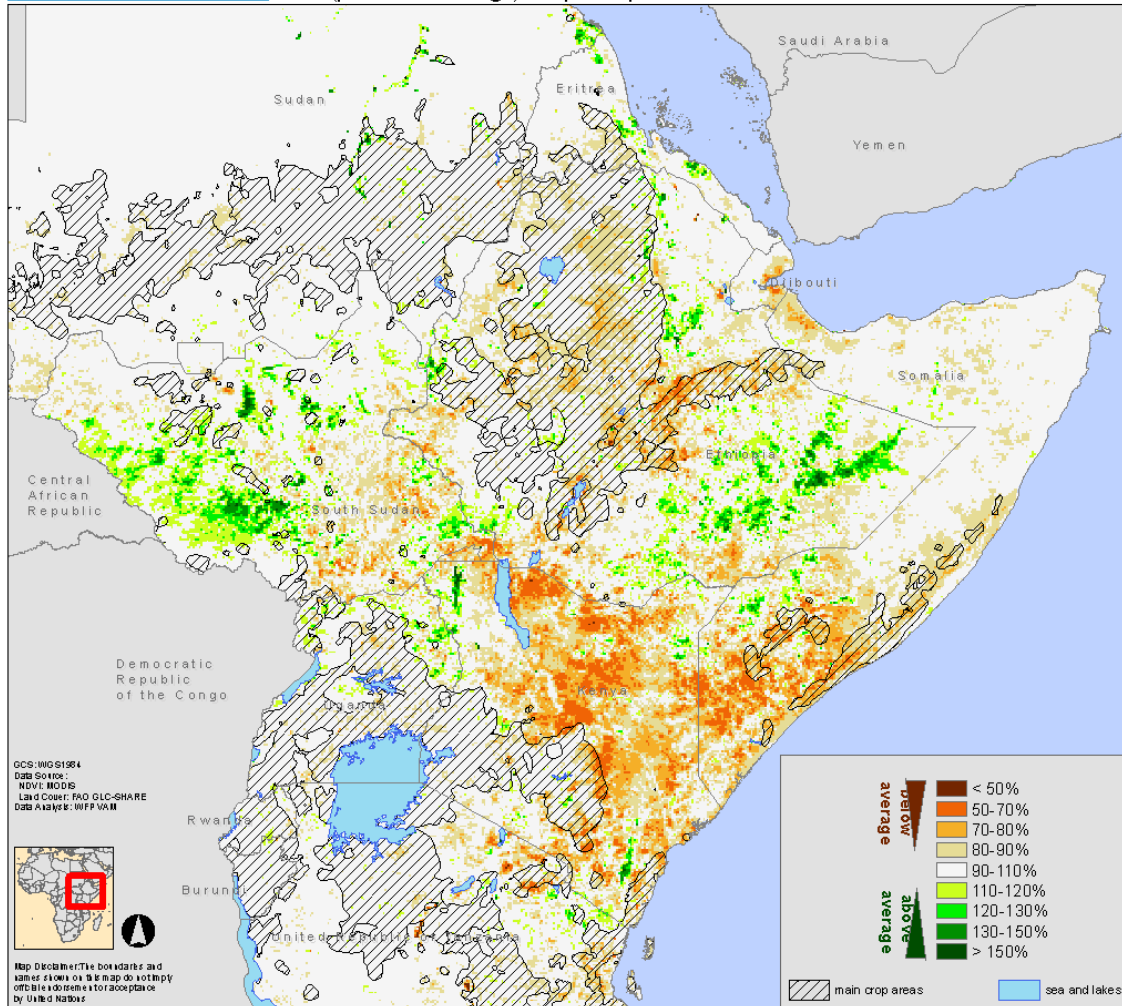 Saudi Arabia
Sudan
Eritrea
Yemen
Djibouti
Somalia
Ethiopia
Central
African
Republic
South Sudan
Democratic
Republic
of the Congo
Kenya
Uganda
GCS:WGS1984
Data Source:
NDVI: MODIS
Land Cover: FAO GLC-SHARE
Data Analysis: WFP VAM
Rwanda
Burundi
United Republic of Tanzania
Map Disclaimer:The boundaries and
names shown on this map do not imply
official endorsement or acceptance
by United Nations
below
average
< 50%
50-70%
70-80%
80-90%
90-110%
110-120%
120-130%
130-150%
> 150%
above
average
main crop areas
sea and lakes